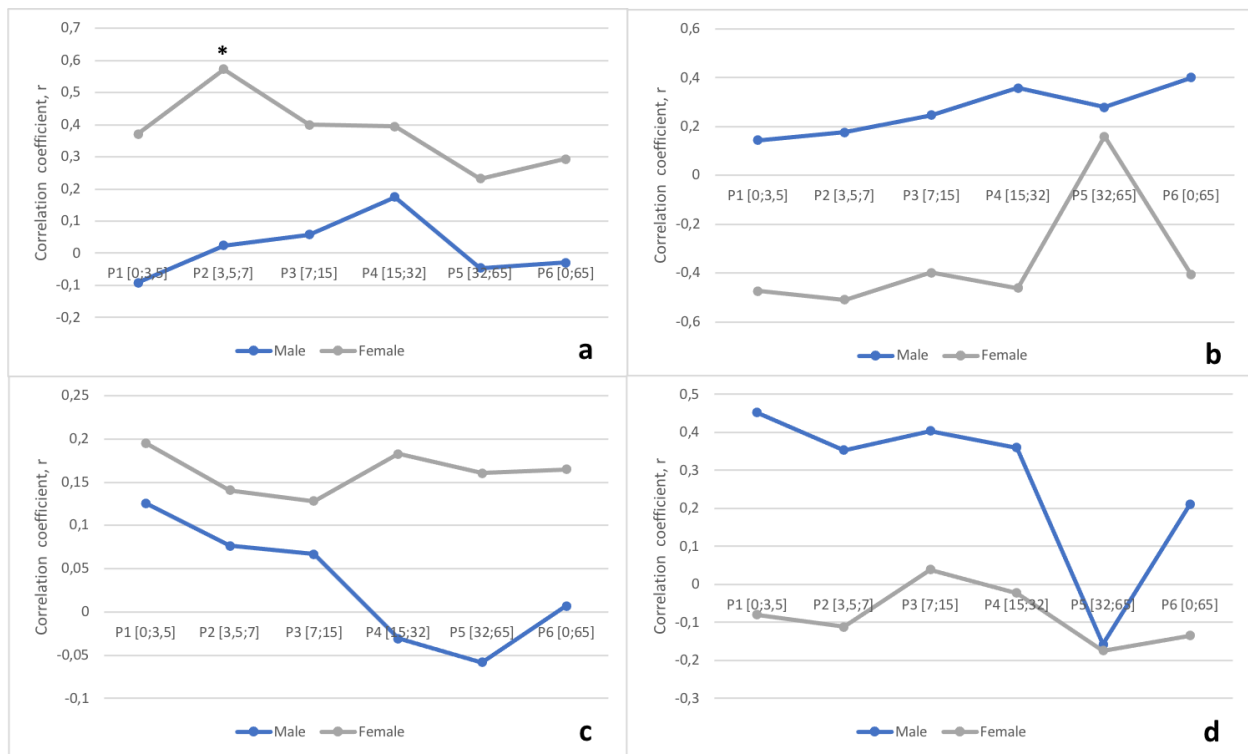 0,7
*
0,6
0,5
0,4
0,3
0,2
0,1
0
-0,1
-0,2
Correlation coefficient, r
P1 [0;3,5] P2 [3,5;7] P3 [7;15] P4 [15;32] P5 [32;65] P6 [0;65]
Male Female
a
0,6
0,4
0,2
0
-0,2
-0,4
-0,6
Correlation coefficient, r
P1 [0;3,5] P2 [3,5;7] P3 [7;15] P4 [15;32] P5 [32;65] P6 [0;65]
Male Female
b
0,25
0,2
0,15
0,1
0,05
0
-0,05
-0,1
Correlation coefficient, r
P1 [0;3,5] P2 [3,5;7] P3 [7;15] P4 [15;32] P5 [32;65] P6 [0;65]
Male Female
c
0,5
0,4
0,3
0,2
0,1
0
-0,1
-0,2
-0,3
Correlation coefficient, r
P1 [0;3,5] P2 [3,5;7] P3 [7;15] P4 [15;32] P5 [32;65] P6 [0;65]
Male Female
d